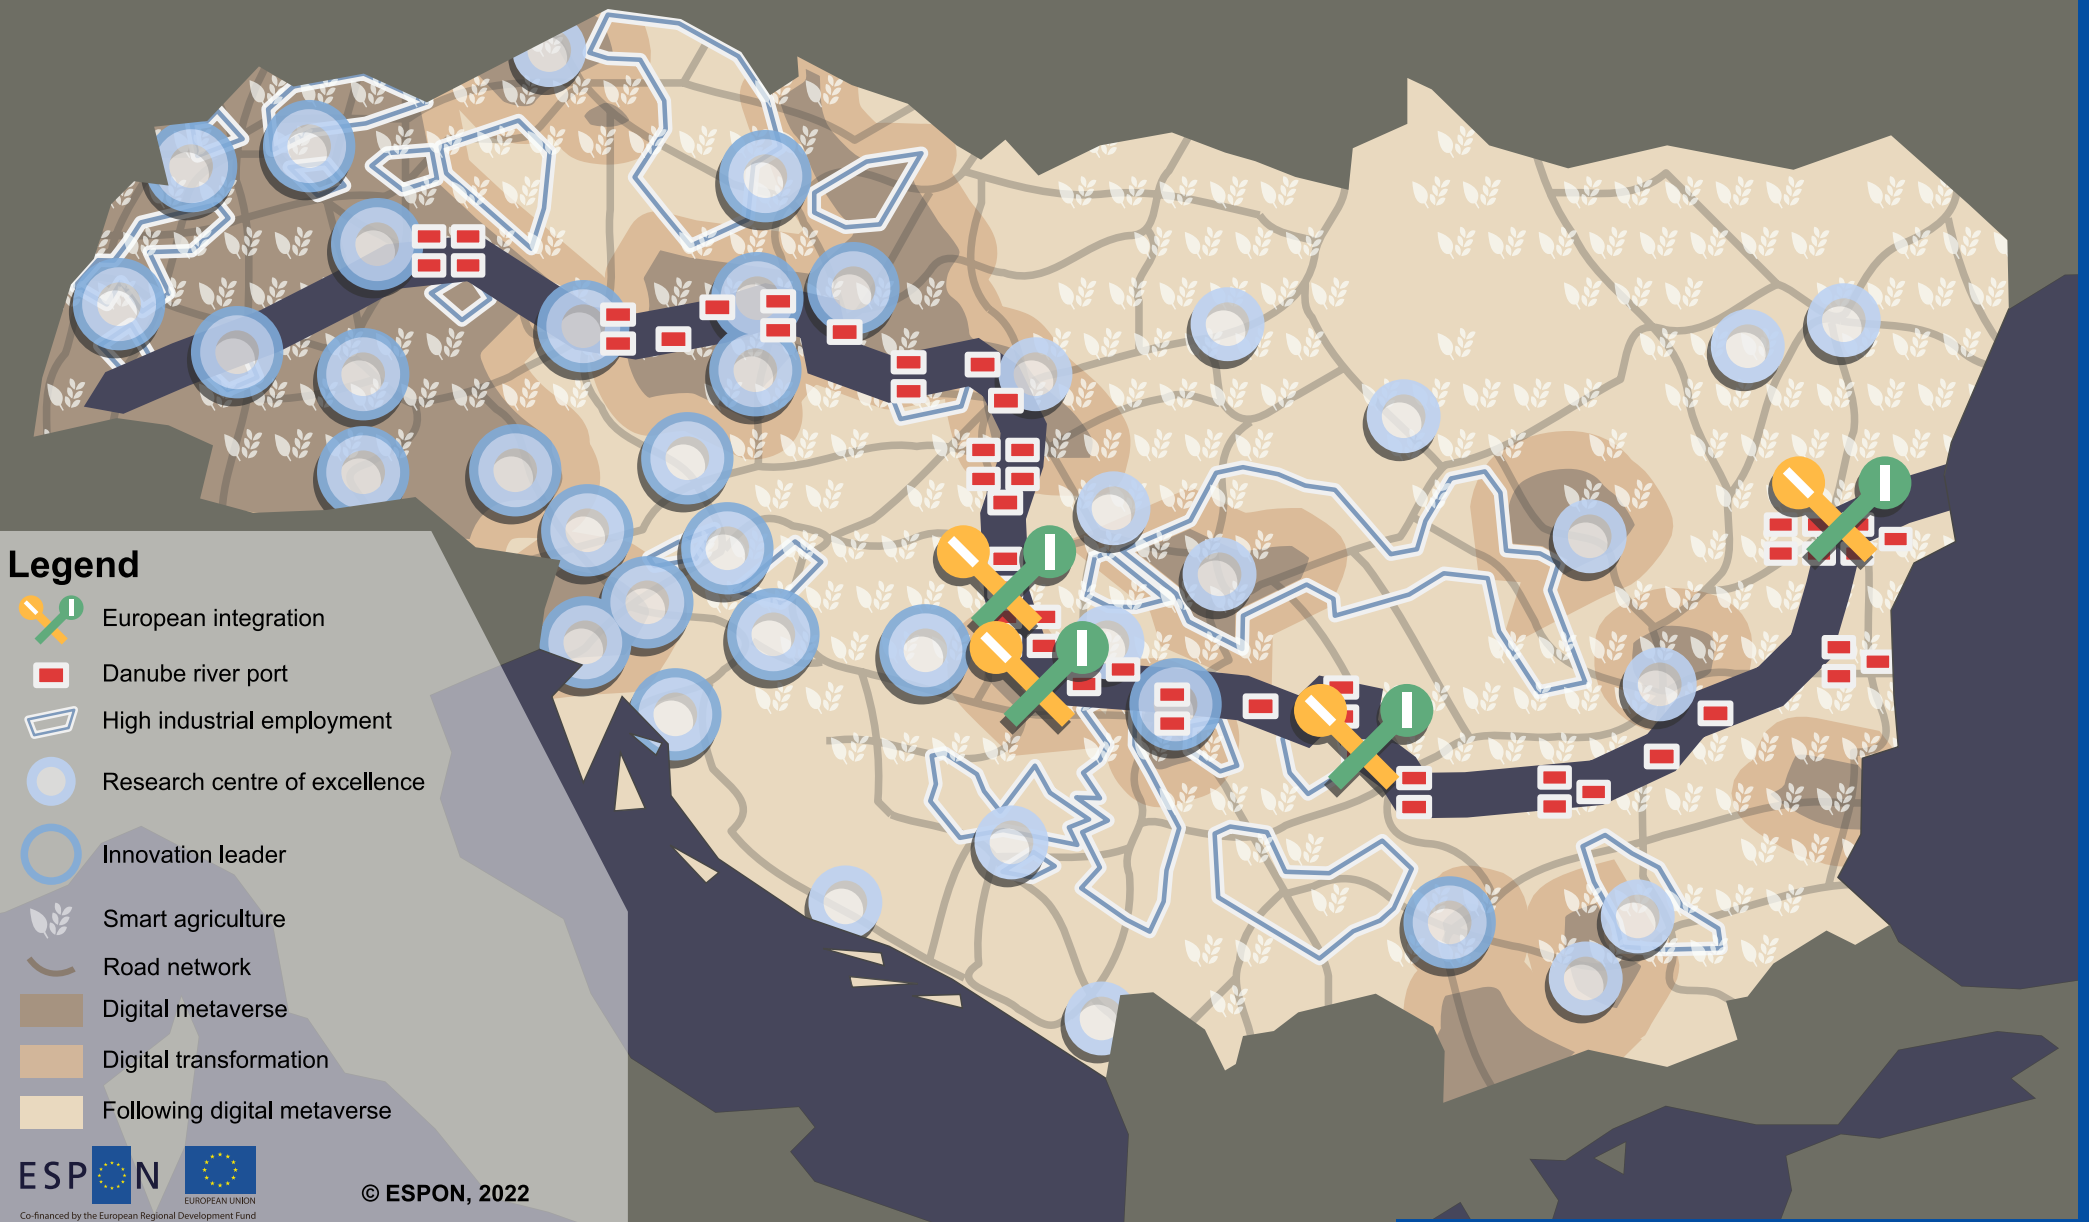 Legend
European integration
Danube river port
High industrial employment
Research centre of excellence
Innovation leader
Smart agriculture
Road network
Digital metaverse
Digital transformation
Following digital metaverse
ESPON
EUROPEAN UNION
Co-financed by the European Regional Development Fund
© ESPON, 2022